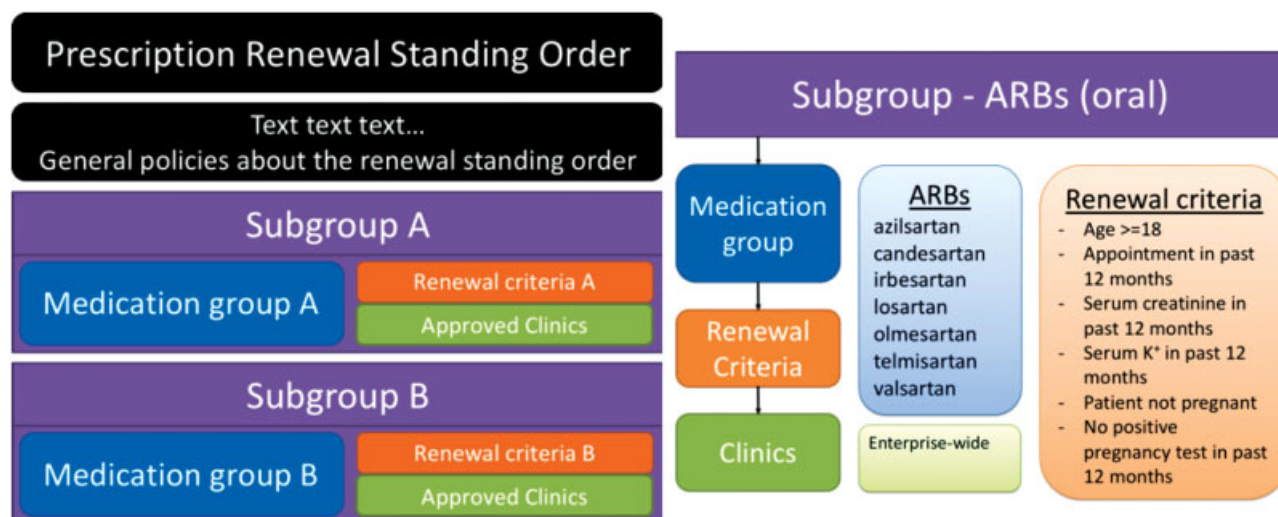 Prescription Renewal Standing Order
Text text text...
General policies about the renewal standing order
Subgroup A
Medication group A
Renewal criteria A
Approved Clinics
Subgroup B
Medication group B
Renewal criteria B
Approved Clinics
Subgroup - ARBs (oral)
Medication
group
Renewal
Criteria
Clinics
ARBs
azilsartan
candesartan
irbesartan
losartan
olmesartan
telmisartan
valsartan
Enterprise-wide
Renewal criteria
- Age >=18
- Appointment in past
12 months
- Serum creatinine in
past 12 months
- Serum K⁺ in past 12
months
- Patient not pregnant
- No positive
pregnancy test in past
12 months